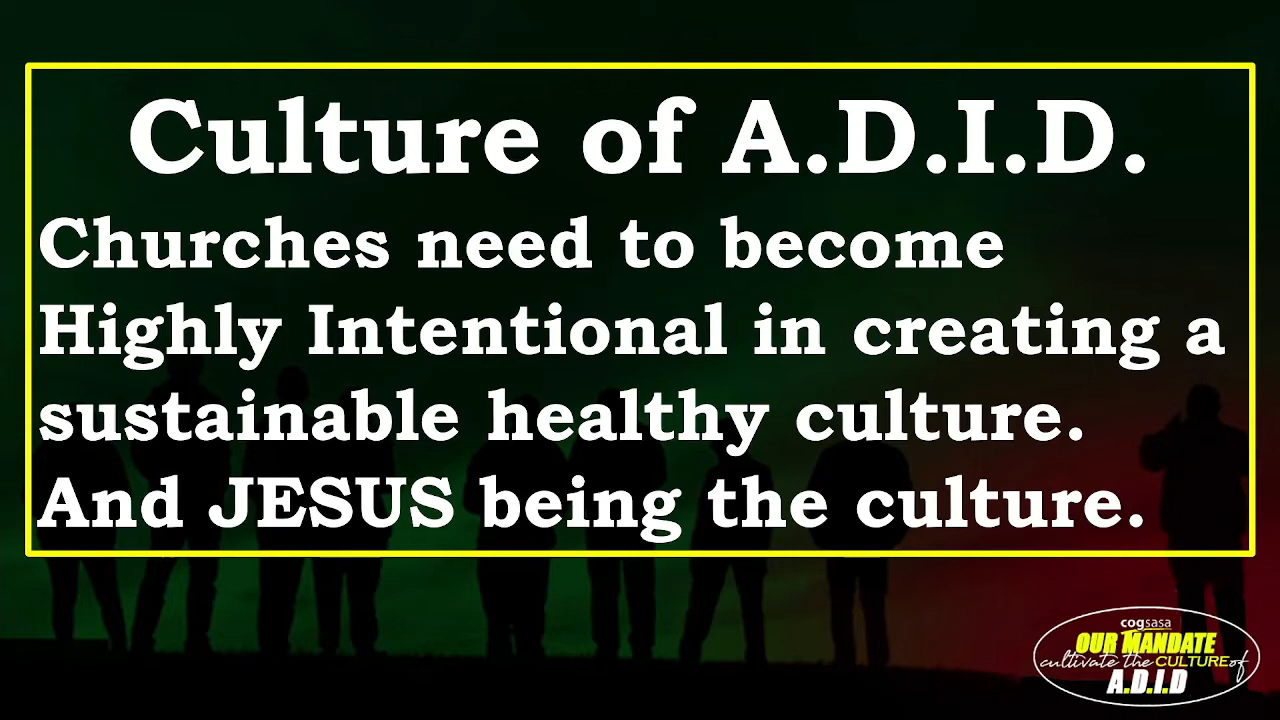 Culture of A.D.I.D.
Churches need to become
Highly Intentional in creating a
sustainable healthy culture.
And JESUS being the culture.
cogsasa
OUR MANDATE
cultivate the CULTURE of
A.D.I.D